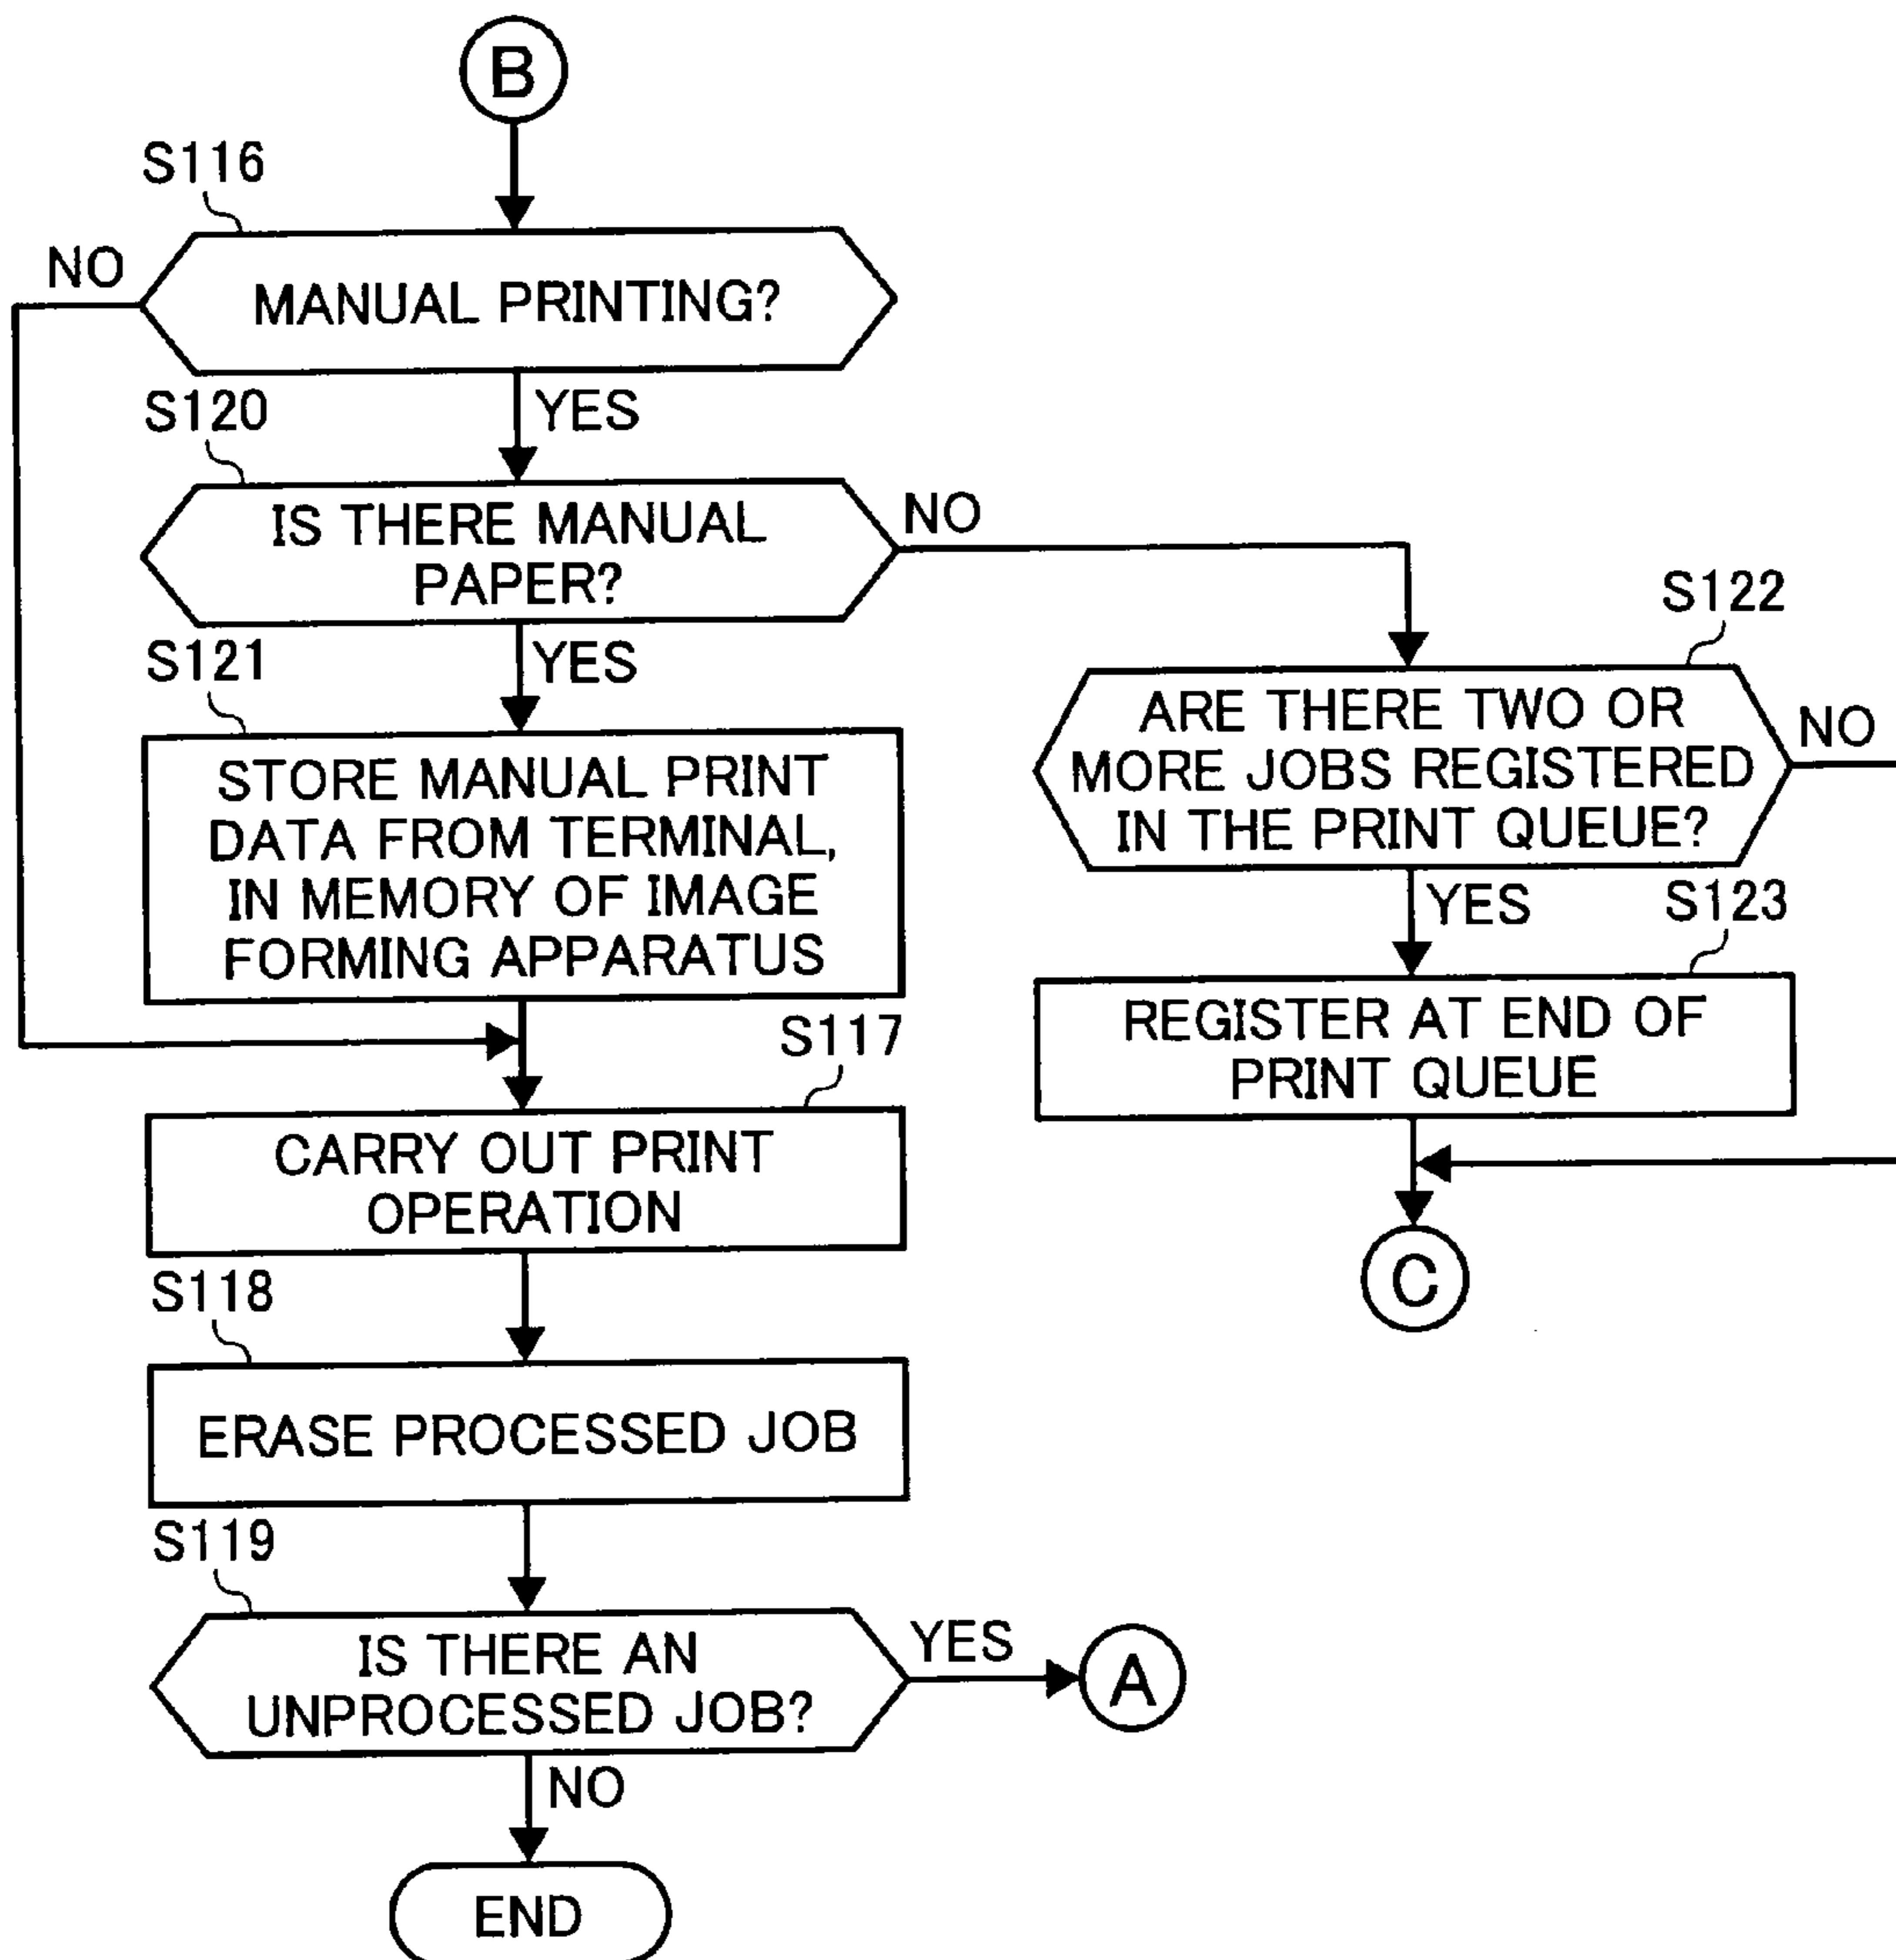 B
S116
NO
MANUAL PRINTING?
S120
YES
IS THERE MANUAL
PAPER?
NO
S121
YES
S122
ARE THERE TWO OR
MORE JOBS REGISTERED
IN THE PRINT QUEUE?
NO
STORE MANUAL PRINT
DATA FROM TERMINAL,
IN MEMORY OF IMAGE
FORMING APPARATUS
YES
S123
REGISTER AT END OF
PRINT QUEUE
S117
CARRY OUT PRINT
OPERATION
C
S118
ERASE PROCESSED JOB
S119
IS THERE AN
UNPROCESSED JOB?
YES
A
NO
END